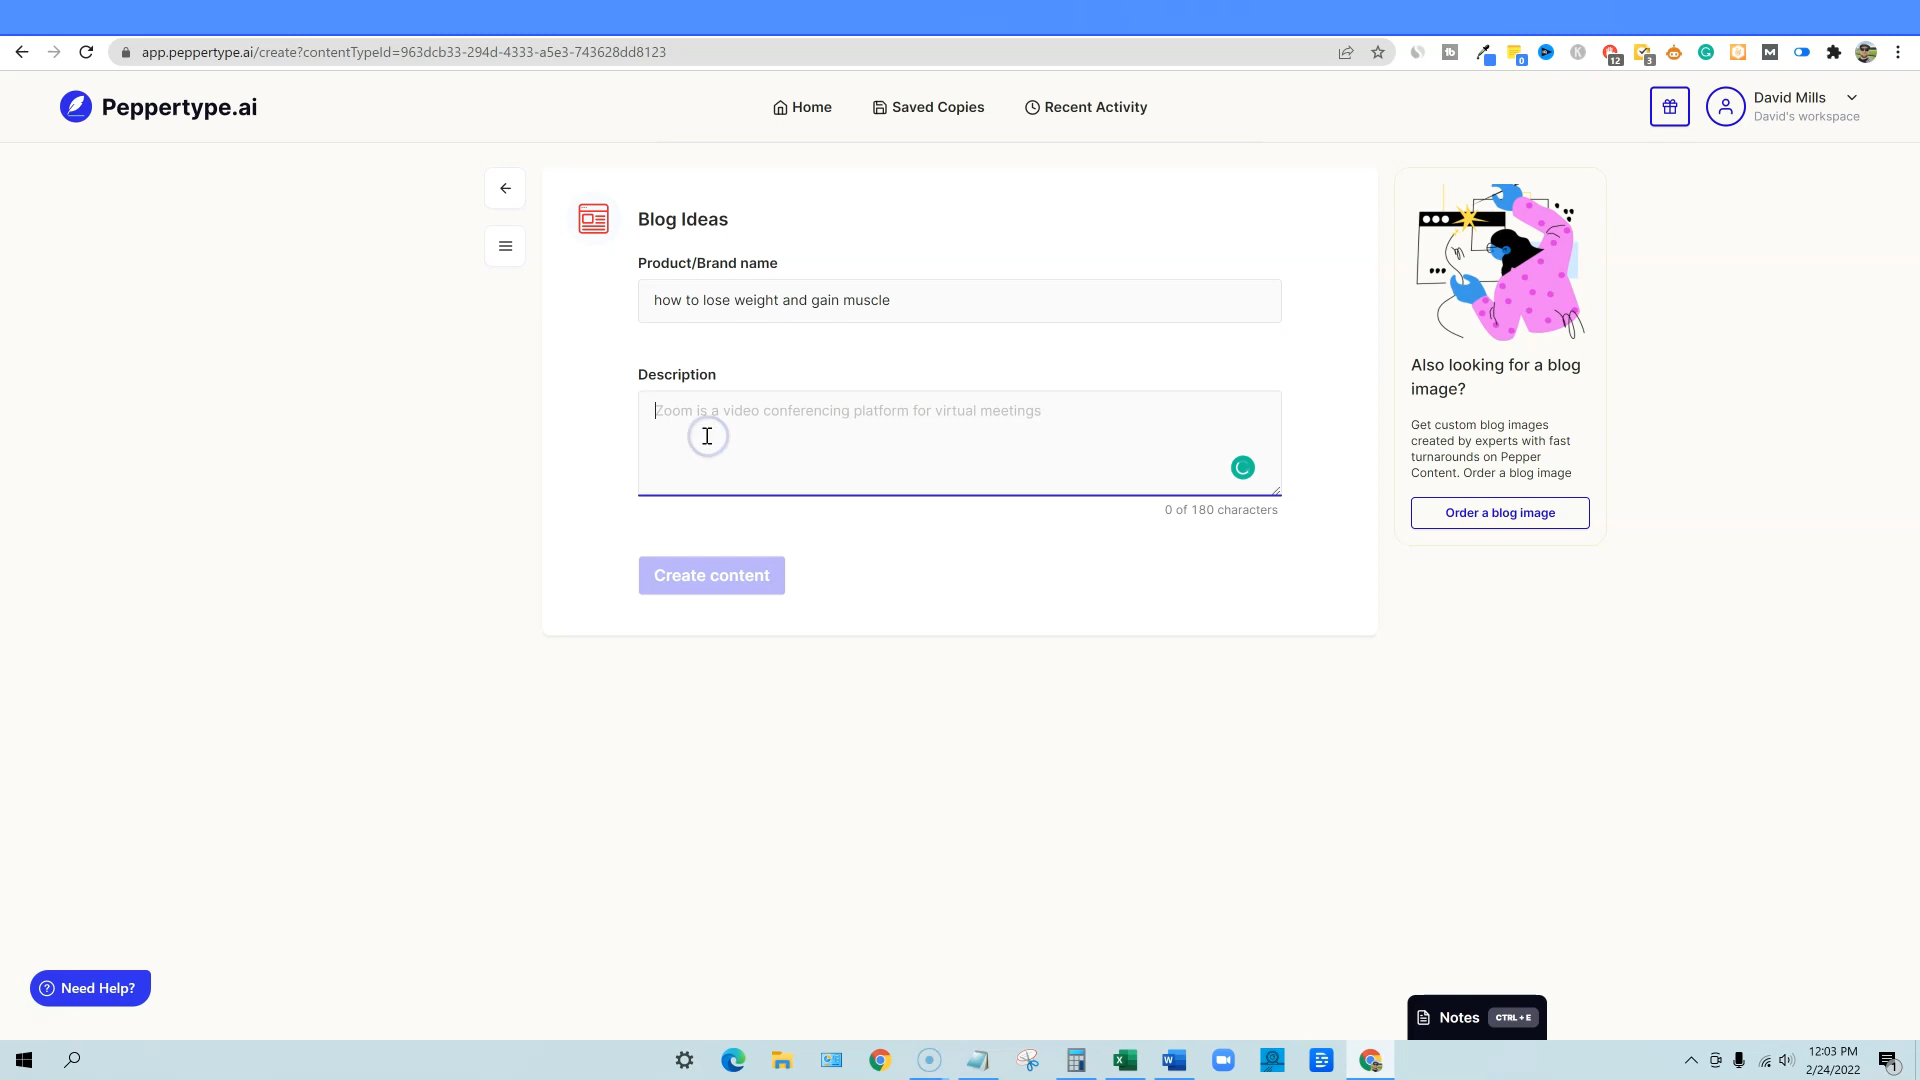 app.peppertype.ai/create?contentTypeId=963dcb33-294d-4333-a5e3-743628dd8123
0
12
3
Peppertype.ai
Home
Saved Copies
Recent Activity
David Mills
David's workspace
Blog Ideas
Product/Brand name
how to lose weight and gain muscle
Description
Zoom is a video conferencing platform for virtual meetings
0 of 180 characters
Create content
Also looking for a blog
image?
Get custom blog images
created by experts with fast
turnarounds on Pepper
Content. Order a blog image
Order a blog image
Need Help?
Notes CTRL + E
12:03 PM
2/24/2022
1